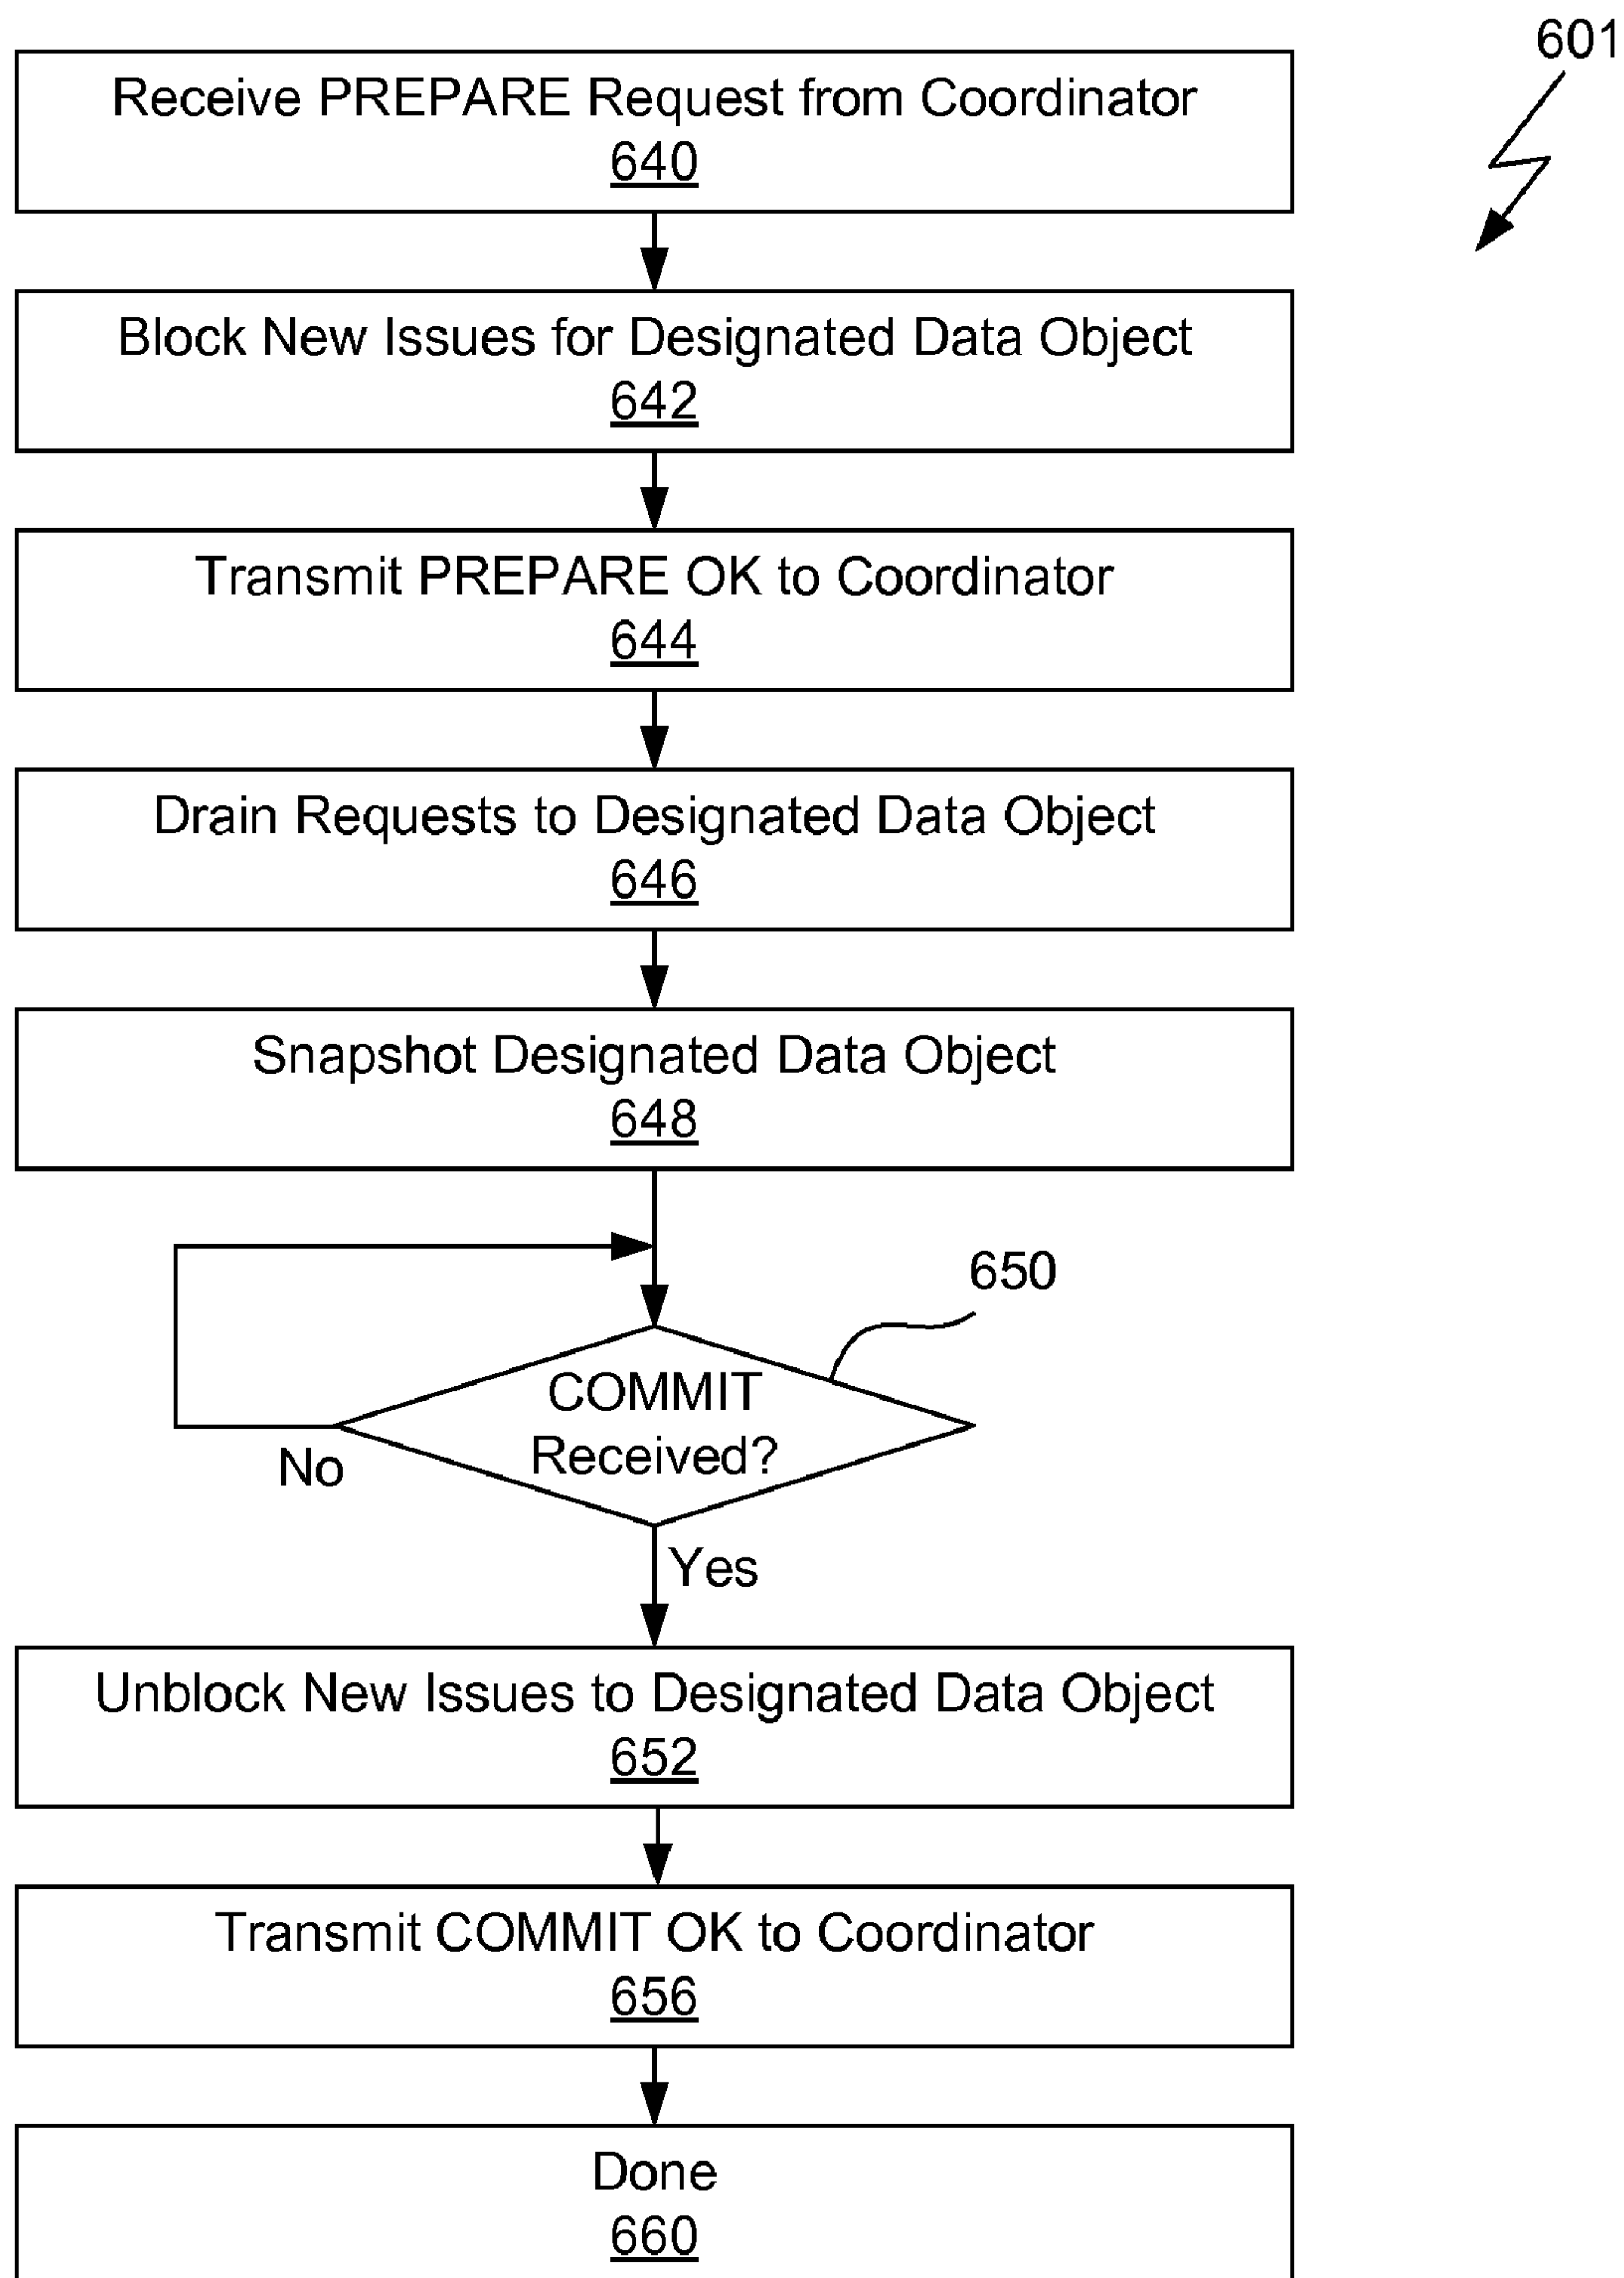 601
Receive PREPARE Request from Coordinator
640
Block New Issues for Designated Data Object
642
Transmit PREPARE OK to Coordinator
644
Drain Requests to Designated Data Object
646
Snapshot Designated Data Object
648
650
COMMIT
Received?
No
Yes
Unblock New Issues to Designated Data Object
652
Transmit COMMIT OK to Coordinator
656
Done
660